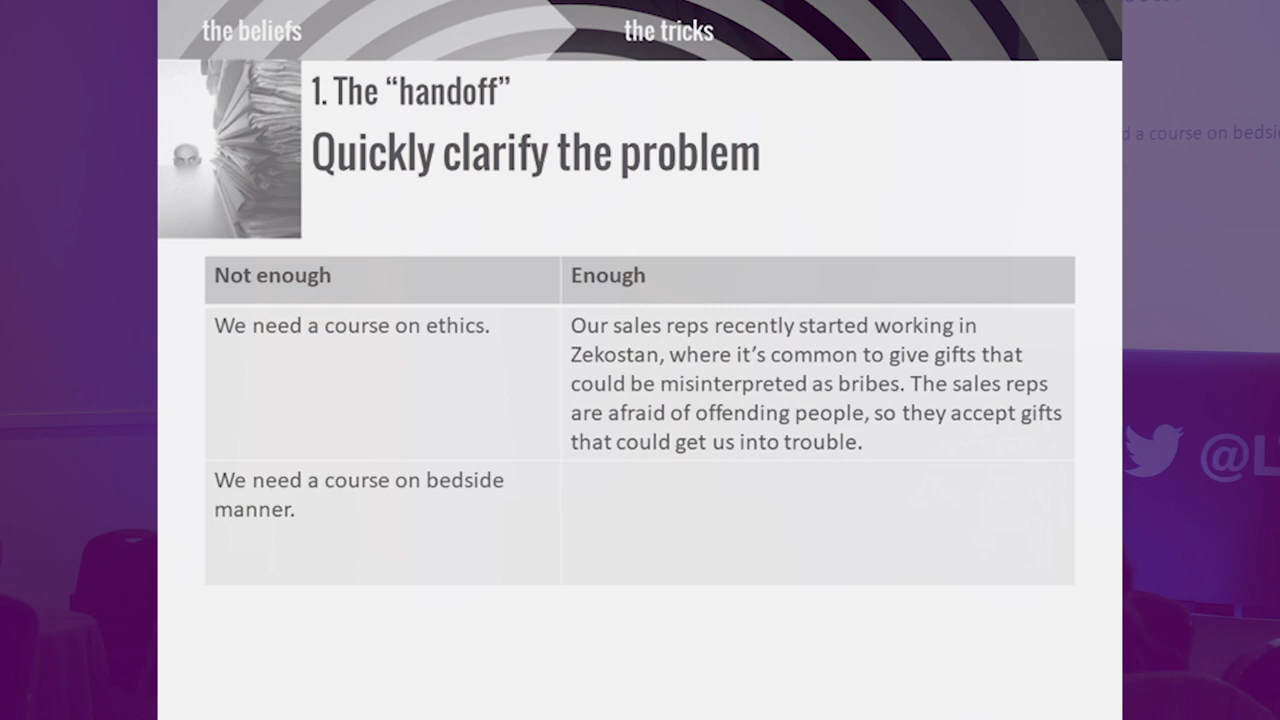 the beliefs
the tricks
1. The “handoff”
Quickly clarify the problem
Not enough
Enough
We need a course on ethics.
Our sales reps recently started working in
Zekostan, where it’s common to give gifts that
could be misinterpreted as bribes. The sales reps
are afraid of offending people, so they accept gifts
that could get us into trouble.
We need a course on bedside
manner.
d a course on bedsi
@L